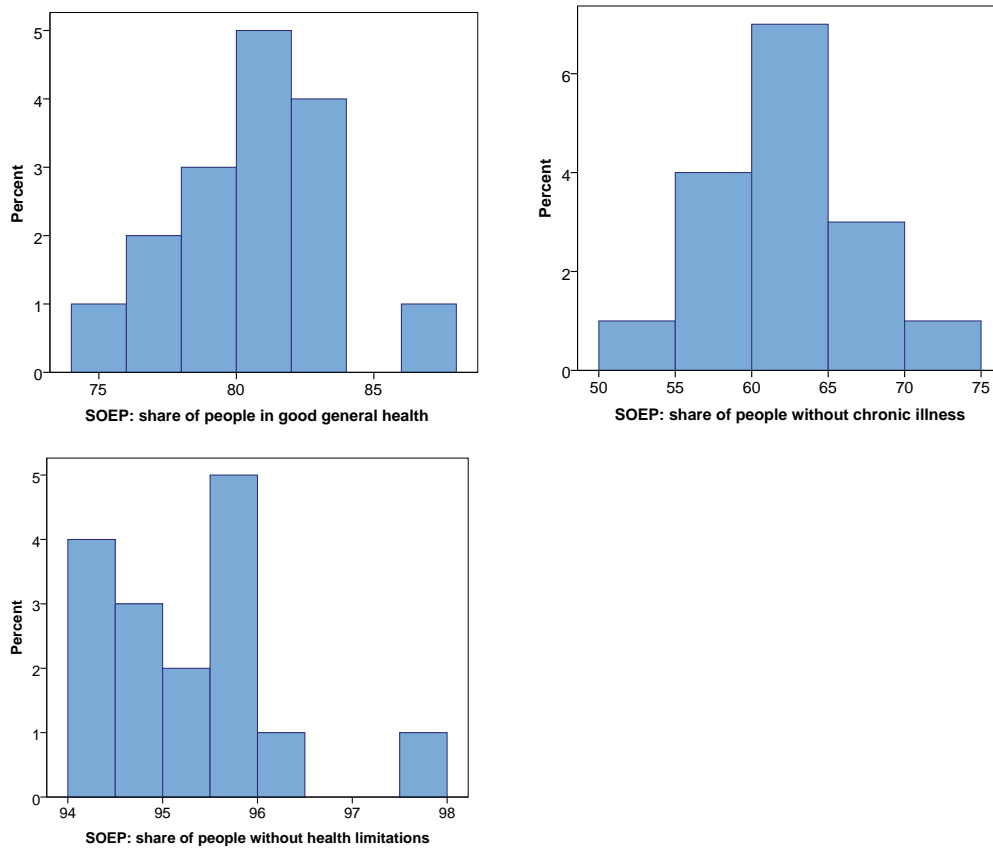 5
4
3
2
1
0
Percent
75 80 85
SOEP: share of people in good general health
6
4
2
0
Percent
50 55 60 65 70 75
SOEP: share of people without chronic illness
5
4
3
2
1
0
Percent
94 95 96 97 98
SOEP: share of people without health limitations